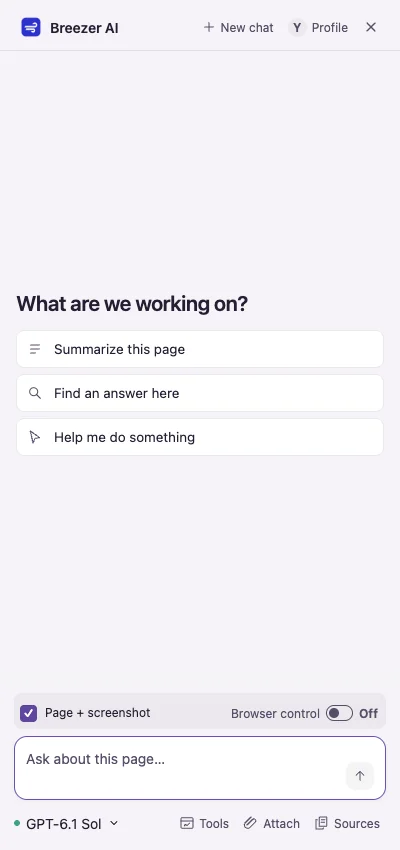 Breezer AI
New chat
Y Profile
What are we working on?
Summarize this page
Find an answer here
Help me do something
Page + screenshot
Browser control Off
Ask about this page...
GPT-6.1 Sol
Tools
Attach
Sources